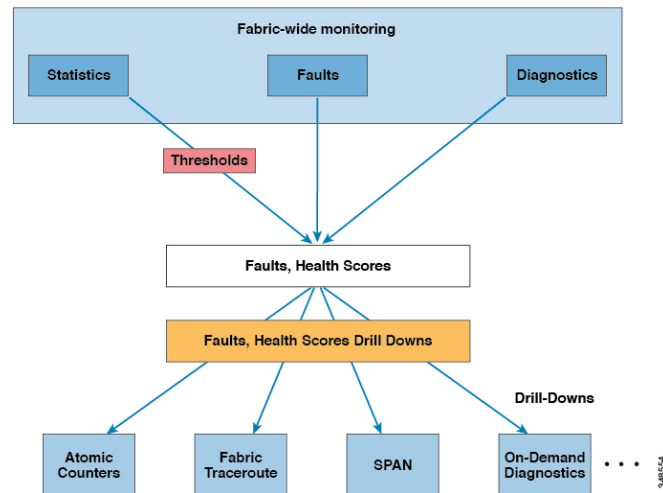 Fabric-wide monitoring
Statistics
Faults
Diagnostics
Thresholds
Faults, Health Scores
Faults, Health Scores Drill Downs
Drill-Downs
Atomic
Counters
Fabric
Traceroute
SPAN
On-Demand
Diagnostics
• • •
348554